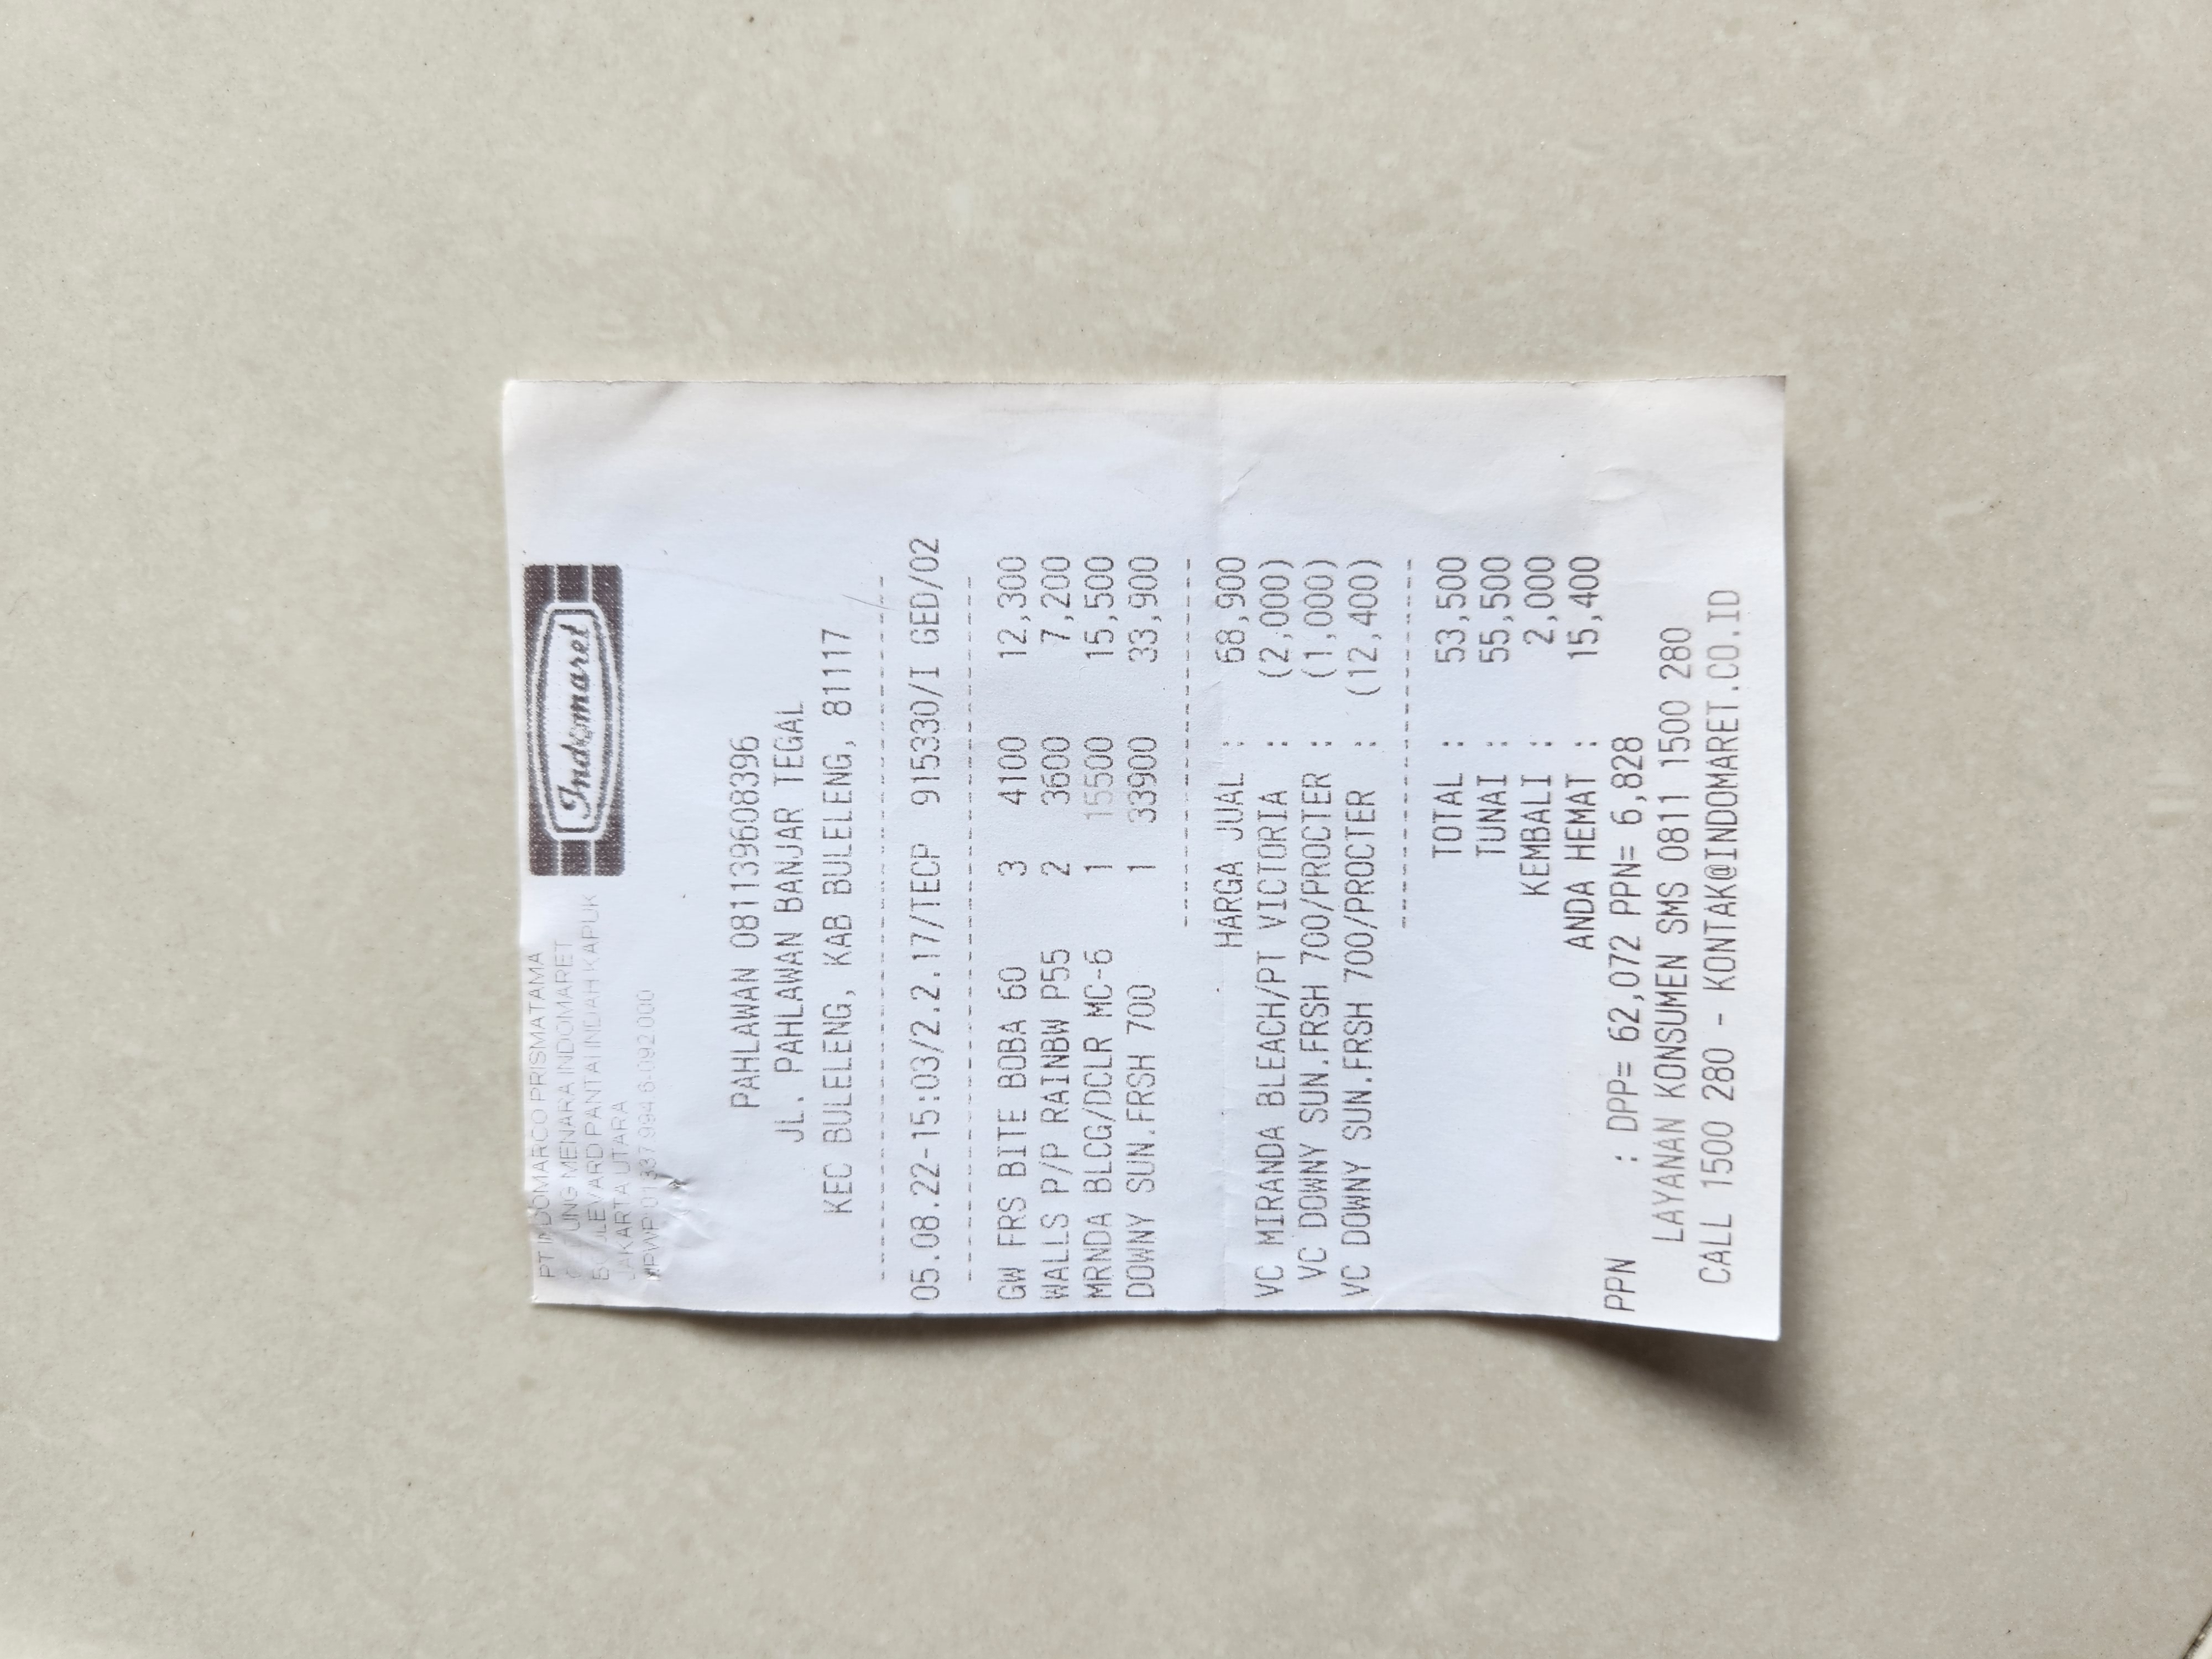 PT INDOMARCO PRISMATAMA
GEDUNG MENARA INDOMARET
BOULEVARD PANTAI INDAH KAPUK
JAKARTA UTARA
NPWP 01.337.994.6-092.000
Indomaret
PAHLAWAN 081139608396
JL. PAHLAWAN BANJAR TEGAL
KEC BULELENG, KAB BULELENG, 81117
05.08.22-15:03/2.2.17/TECP 915330/I GED/02
GW FRS BITE BOBA 60 3 4100 12,300
WALLS P/P RAINBW P55 2 3600 7,200
MRNDA BLCG/DCLR MC-6 1 15500 15,500
DOWNY SUN.FRSH 700 1 33900 33,900
HARGA JUAL : 68,900
VC MIRANDA BLEACH/PT VICTORIA : (2,000)
VC DOWNY SUN.FRSH 700/PROCTER : (1,000)
VC DOWNY SUN.FRSH 700/PROCTER : (12,400)
TOTAL : 53,500
TUNAI : 55,500
KEMBALI : 2,000
ANDA HEMAT : 15,400
PPN : DPP= 62,072 PPN= 6,828
LAYANAN KONSUMEN SMS 0811 1500 280
CALL 1500 280 - KONTAK@INDOMARET.CO.ID